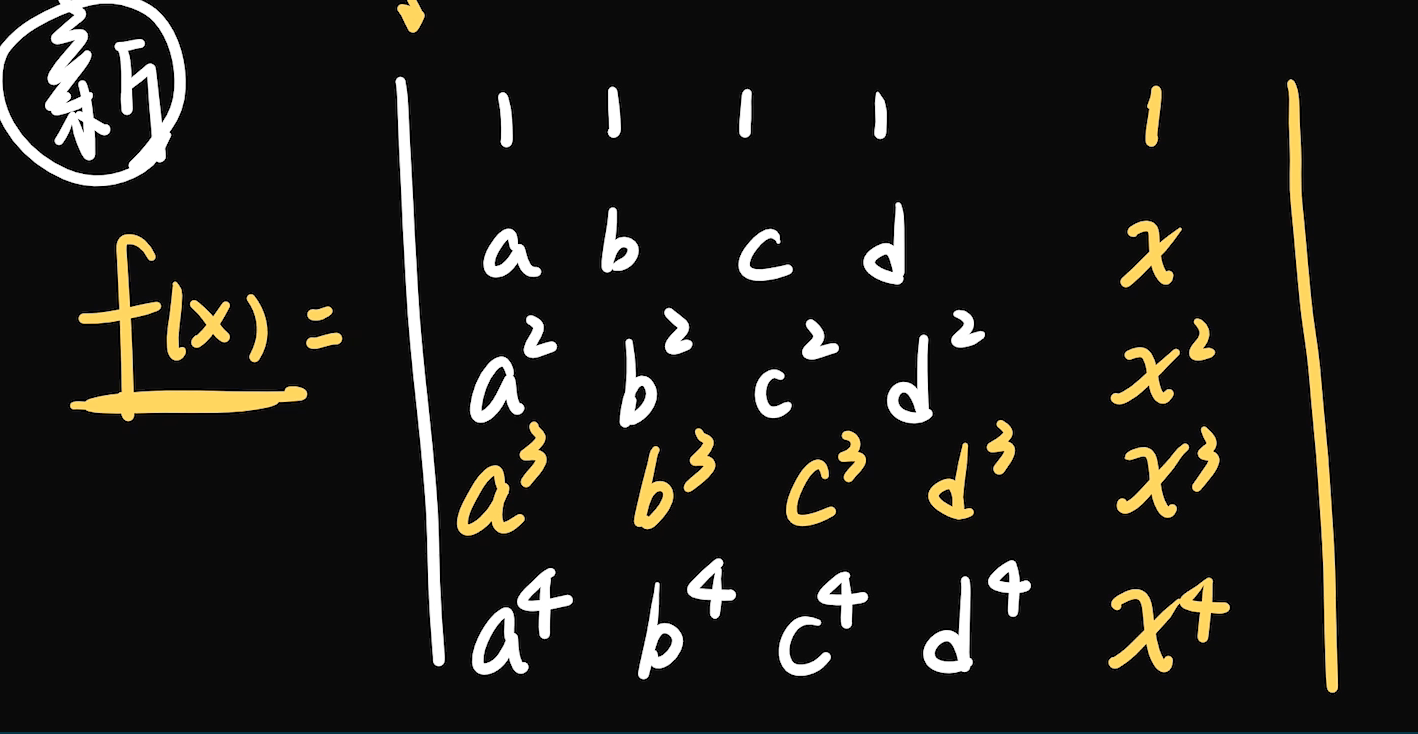 新
1 1 1 1 1
a b c d x
a² b² c² d² x²
f(x) =
a³ b³ c³ d³ x³
a⁴ b⁴ c⁴ d⁴ x⁴